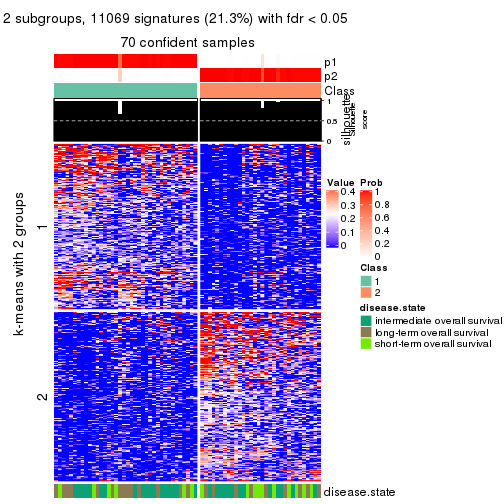 2 subgroups, 11069 signatures (21.3%) with fdr < 0.05
70 confident samples
p1
p2
Class
silhouette
score
1
0.5
0
k-means with 2 groups
1
2
disease.state
Value
0.4
0.3
0.2
0.1
0
Prob
1
0.8
0.6
0.4
0.2
0
Class
1
2
disease.state
intermediate overall survival
long-term overall survival
short-term overall survival